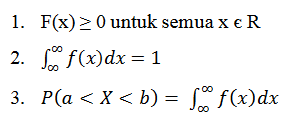 1. F(x) ≥ 0 untuk semua x є R
2. ∫_∞^∞ f(x)dx = 1
3. P(a < X < b) = ∫_∞^∞ f(x)dx